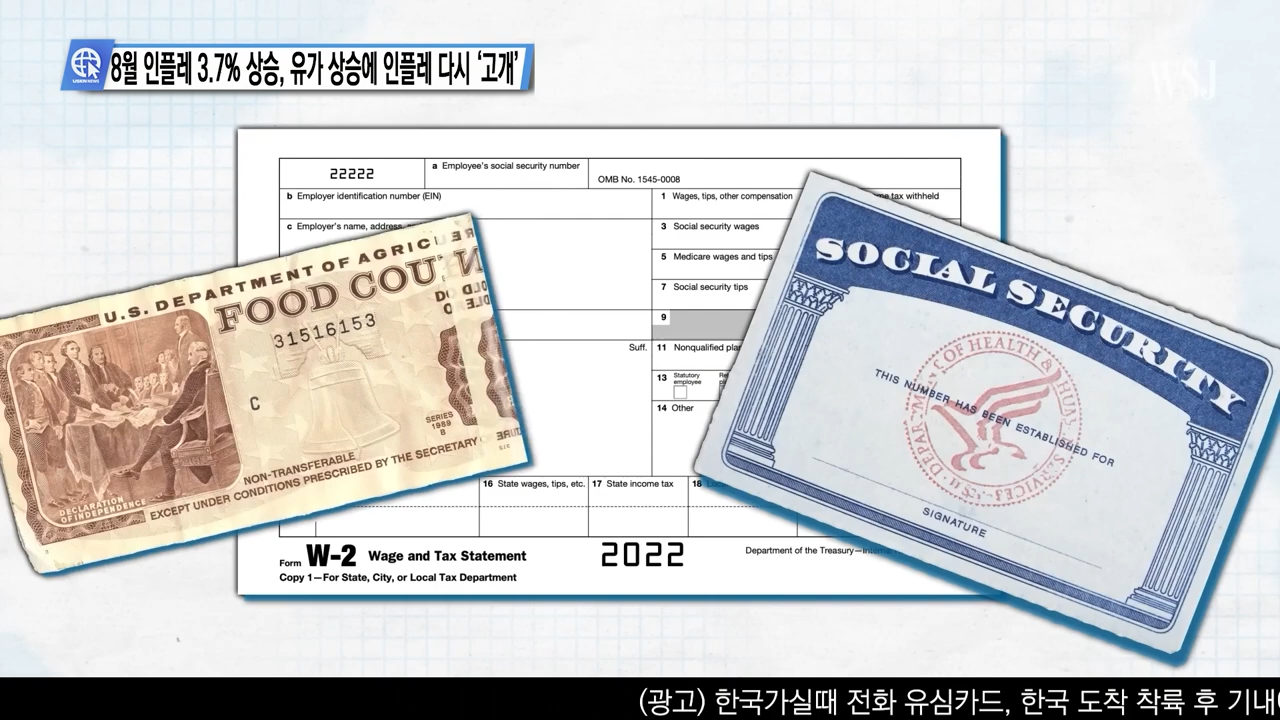 8월 인플레 3.7% 상승, 유가 상승에 인플레 다시 ‘고개’
USKN NEWS
WSJ
22222
a Employee's social security number
OMB No. 1545-0008
b Employer identification number (EIN)
1 Wages, tips, other compensation
tax withheld
c Employer's name, address,
3 Social security wages
5 Medicare wages and tips
7 Social security tips
9
Suff.
11 Nonqualified
13 Statutory employee
14 Other
16 State wages, tips, etc.
17 State income tax
18
Form W-2 Wage and Tax Statement
2022
Department of the Treasury—
Copy 1—For State, City, or Local Tax Department
U.S. DEPARTMENT OF AGRIC
FOOD COU
31516153
C
SERIES
1989
B
NON-TRANSFERABLE
EXCEPT UNDER CONDITIONS PRESCRIBED BY THE SECRETARY
DECLARATION
OF INDEPENDENCE
SOCIAL SECURITY
THIS NUMBER HAS BEEN ESTABLISHED FOR
SIGNATURE
(광고) 한국가실때 전화 유심카드, 한국 도착 착륙 후 기내